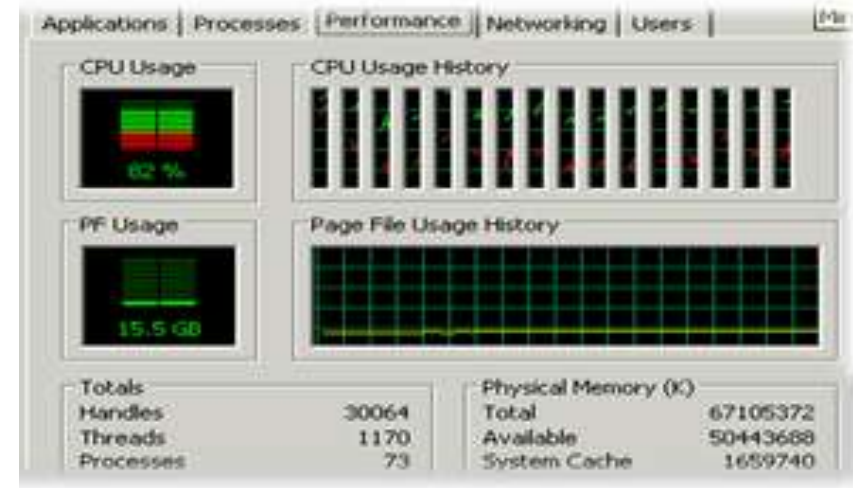 Applications Processes Performance Networking Users
CPU Usage CPU Usage History
82 %
PF Usage Page File Usage History
15.5 GB
Totals Physical Memory (K)
Handles 30064 Total 67105372
Threads 1170 Available 50443688
Processes 73 System Cache 1659740